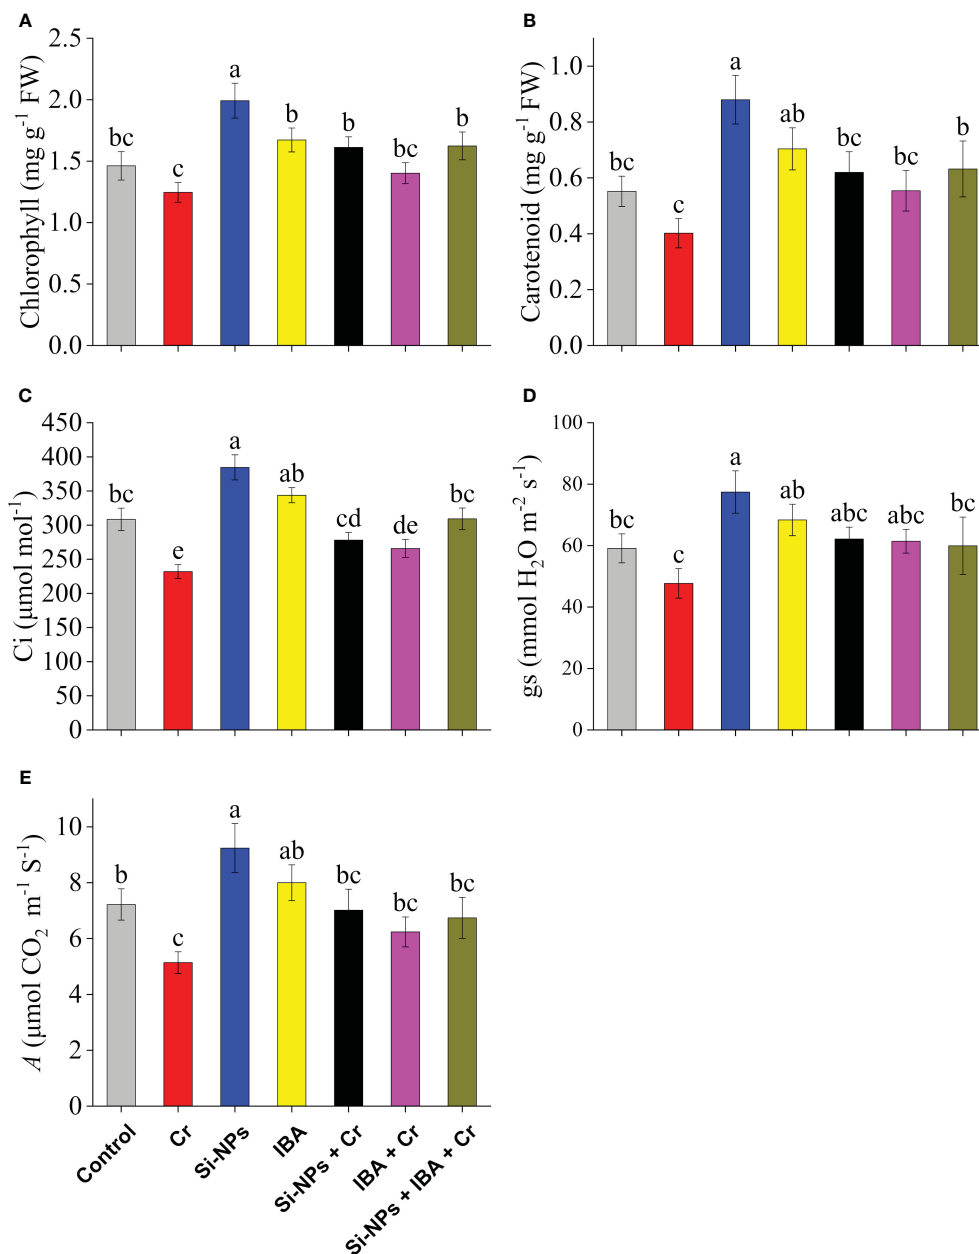 A
Chlorophyll (mg g⁻¹ FW)
2.5
2.0
1.5
1.0
0.5
0.0
bc
c
a
b
b
bc
b
B
Carotenoid (mg g⁻¹ FW)
1.0
0.8
0.6
0.4
0.2
0.0
bc
c
a
ab
bc
bc
b
C
Ci (µmol mol⁻¹)
450
400
350
300
250
200
150
100
50
0
bc
e
a
ab
cd
de
bc
D
gs (mmol H₂O m⁻² s⁻¹)
100
80
60
40
20
0
bc
c
a
ab
abc
abc
bc
E
A (µmol CO₂ m⁻¹ S⁻¹)
10
8
6
4
2
0
b
c
a
ab
bc
bc
bc
Control
Cr
Si-NPs
IBA
Si-NPs + Cr
IBA + Cr
Si-NPs + IBA + Cr